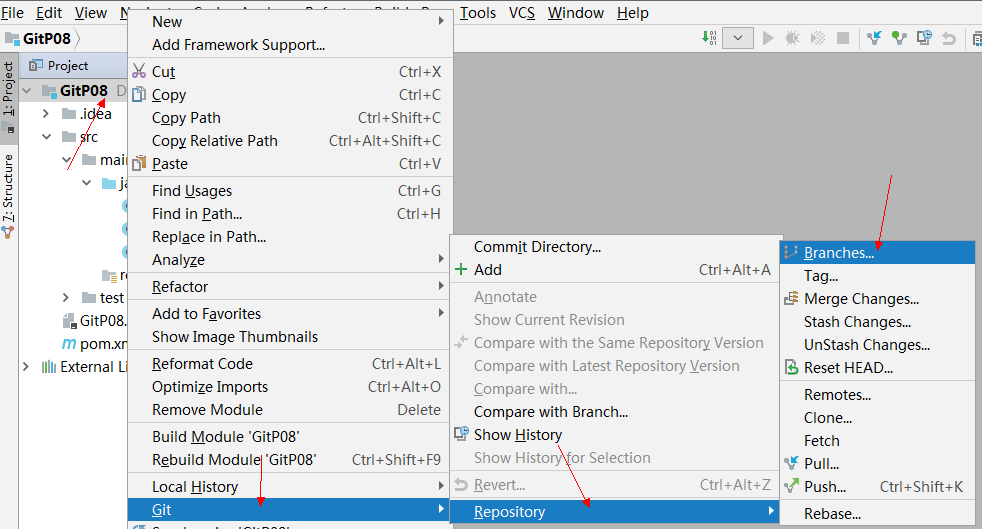 File Edit View Tools VCS Window Help
GitP08
1: Project
7: Structure
Project
GitP08
.idea
src
main
test
GitP08.
pom.xm
External Li
New
Add Framework Support...
Cut Ctrl+X
Copy Ctrl+C
Copy Path Ctrl+Shift+C
Copy Relative Path Ctrl+Alt+Shift+C
Paste Ctrl+V
Find Usages Ctrl+G
Find in Path... Ctrl+H
Replace in Path...
Analyze
Refactor
Add to Favorites
Show Image Thumbnails
Reformat Code Ctrl+Alt+L
Optimize Imports Ctrl+Alt+O
Remove Module Delete
Build Module 'GitP08'
Rebuild Module 'GitP08' Ctrl+Shift+F9
Local History
Git
Commit Directory...
Add Ctrl+Alt+A
Annotate
Show Current Revision
Compare with the Same Repository Version
Compare with Latest Repository Version
Compare with...
Compare with Branch...
Show History
Show History for Selection
Revert... Ctrl+Alt+Z
Repository
Branches...
Tag...
Merge Changes...
Stash Changes...
UnStash Changes...
Reset HEAD...
Remotes...
Clone...
Fetch
Pull...
Push... Ctrl+Shift+K
Rebase...